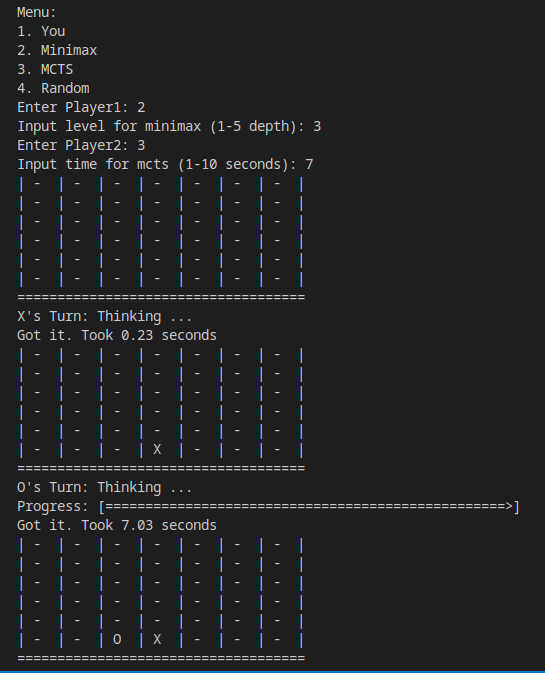 Menu:
1. You
2. Minimax
3. MCTS
4. Random
Enter Player1: 2
Input level for minimax (1-5 depth): 3
Enter Player2: 3
Input time for mcts (1-10 seconds): 7
| -  | -  | -  | -  | -  | -  | -  |
| -  | -  | -  | -  | -  | -  | -  |
| -  | -  | -  | -  | -  | -  | -  |
| -  | -  | -  | -  | -  | -  | -  |
| -  | -  | -  | -  | -  | -  | -  |
| -  | -  | -  | -  | -  | -  | -  |
====================================
X's Turn: Thinking ...
Got it. Took 0.23 seconds
| -  | -  | -  | -  | -  | -  | -  |
| -  | -  | -  | -  | -  | -  | -  |
| -  | -  | -  | -  | -  | -  | -  |
| -  | -  | -  | -  | -  | -  | -  |
| -  | -  | -  | -  | -  | -  | -  |
| -  | -  | -  | X  | -  | -  | -  |
====================================
O's Turn: Thinking ...
Progress: [==================================================>]
Got it. Took 7.03 seconds
| -  | -  | -  | -  | -  | -  | -  |
| -  | -  | -  | -  | -  | -  | -  |
| -  | -  | -  | -  | -  | -  | -  |
| -  | -  | -  | -  | -  | -  | -  |
| -  | -  | -  | -  | -  | -  | -  |
| -  | -  | O  | X  | -  | -  | -  |
====================================